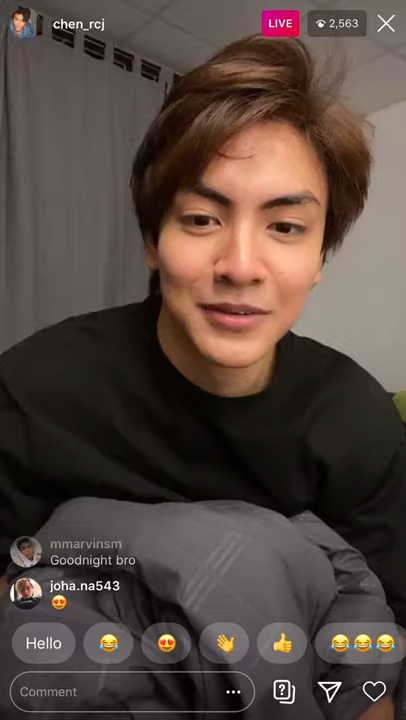 chen_rcj
LIVE
2,563
mmarvinsm
Goodnight bro
joha.na543
😍
Hello
😂
😍
👋
👍
😂😂😂
Comment